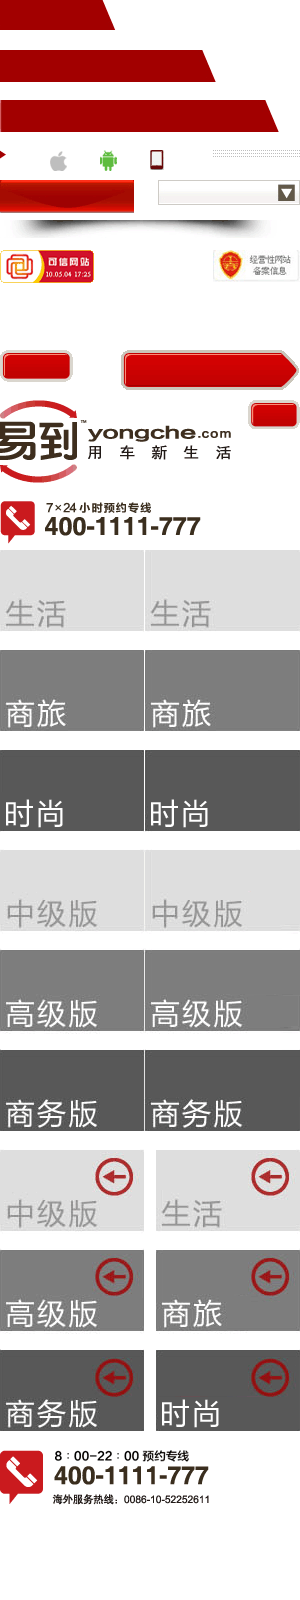 可信网站
10.05.04 17:25
经营性网站
备案信息
易到 ™ yongche.com
用车新生活
7×24小时预约专线
400-1111-777
生活 生活
商旅 商旅
时尚 时尚
中级版 中级版
高级版 高级版
商务版 商务版
中级版 生活
高级版 商旅
商务版 时尚
8：00-22：00 预约专线
400-1111-777
海外服务热线：0086-10-52252611